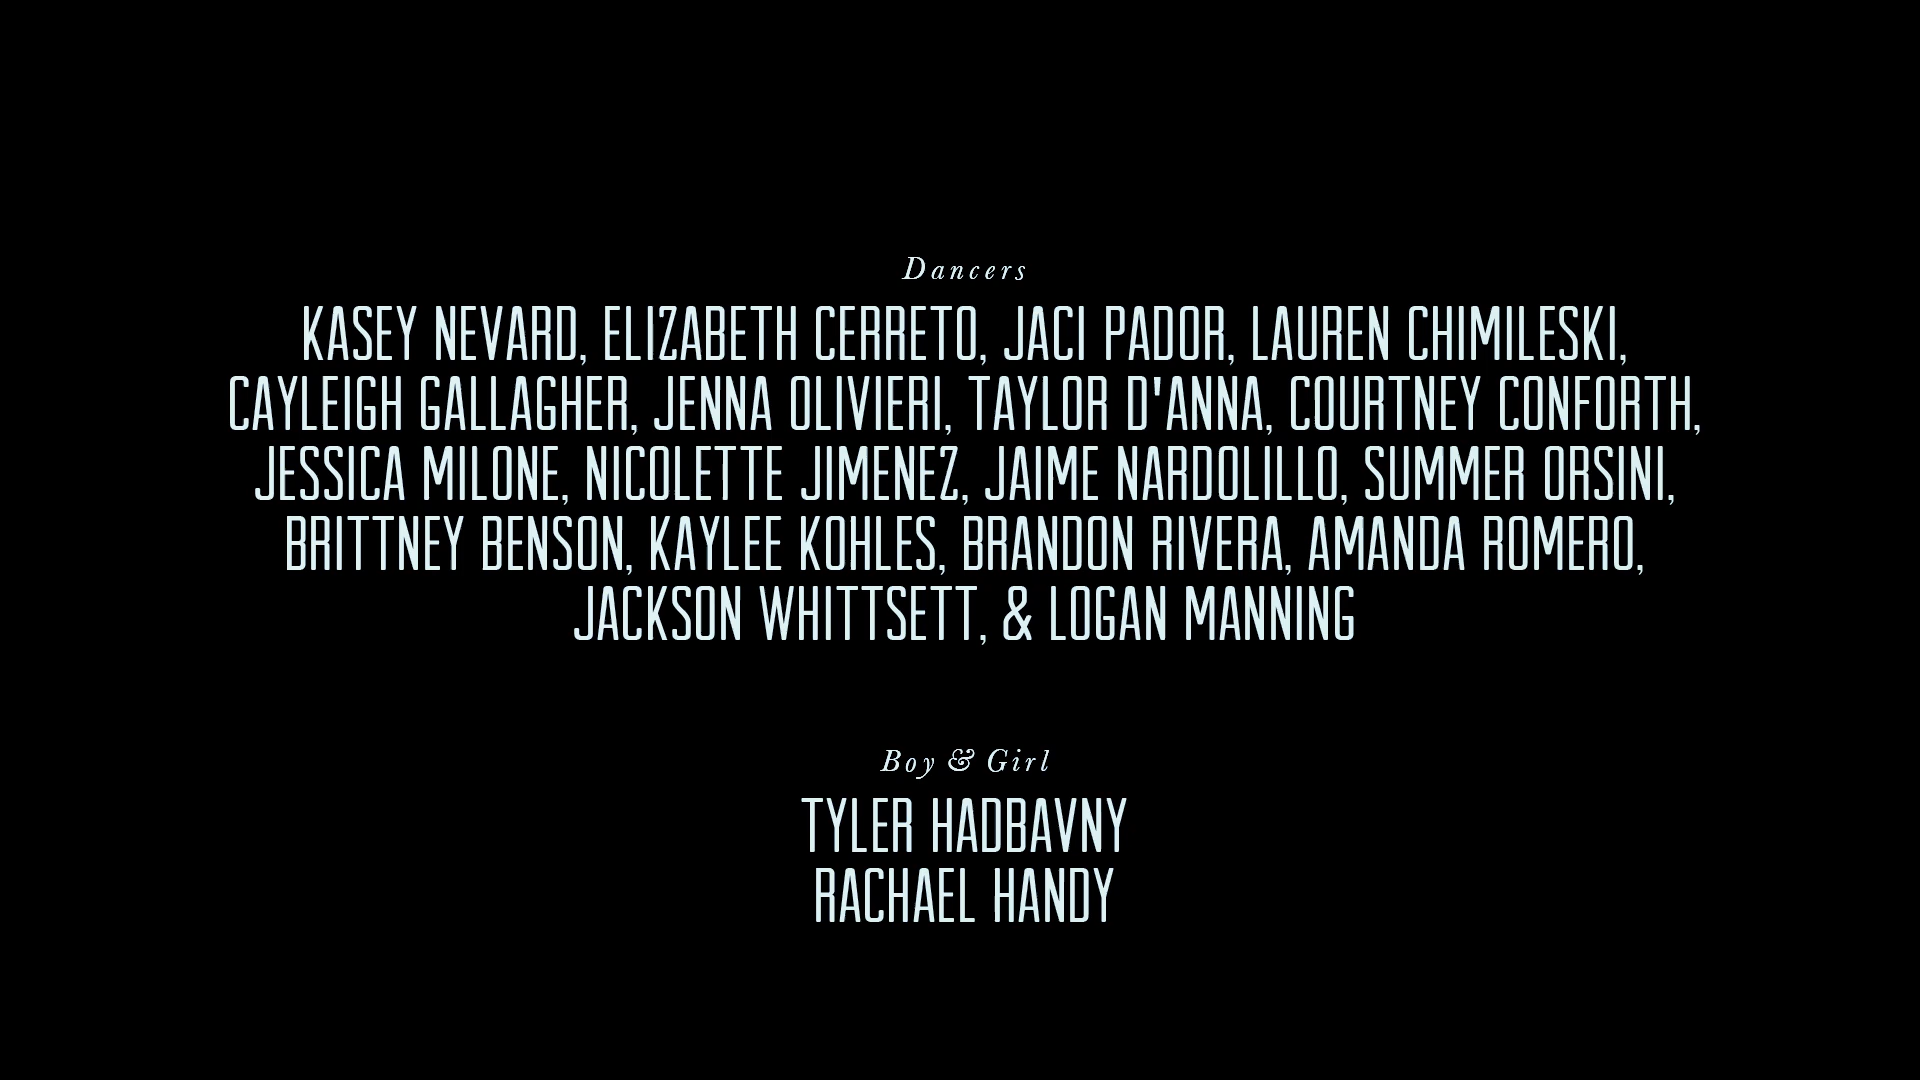 Dancers
KASEY NEVARD, ELIZABETH CERRETO, JACI PADOR, LAUREN CHIMILESKI,
CAYLEIGH GALLAGHER, JENNA OLIVIERI, TAYLOR D'ANNA, COURTNEY CONFORTH,
JESSICA MILONE, NICOLETTE JIMENEZ, JAIME NARDOLILLO, SUMMER ORSINI,
BRITTNEY BENSON, KAYLEE KOHLES, BRANDON RIVERA, AMANDA ROMERO,
JACKSON WHITTSETT, & LOGAN MANNING
Boy & Girl
TYLER HADBAVNY
RACHAEL HANDY